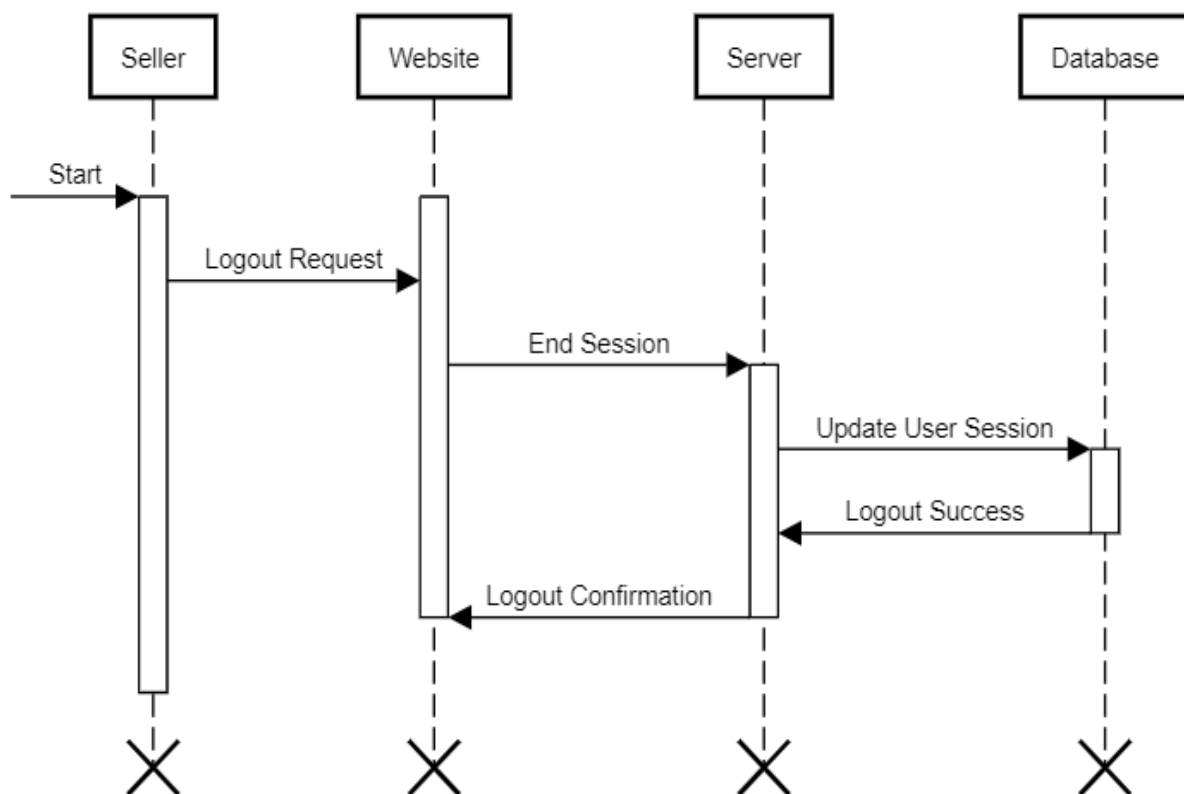 Seller
Website
Server
Database
Start
Logout Request
End Session
Update User Session
Logout Success
Logout Confirmation